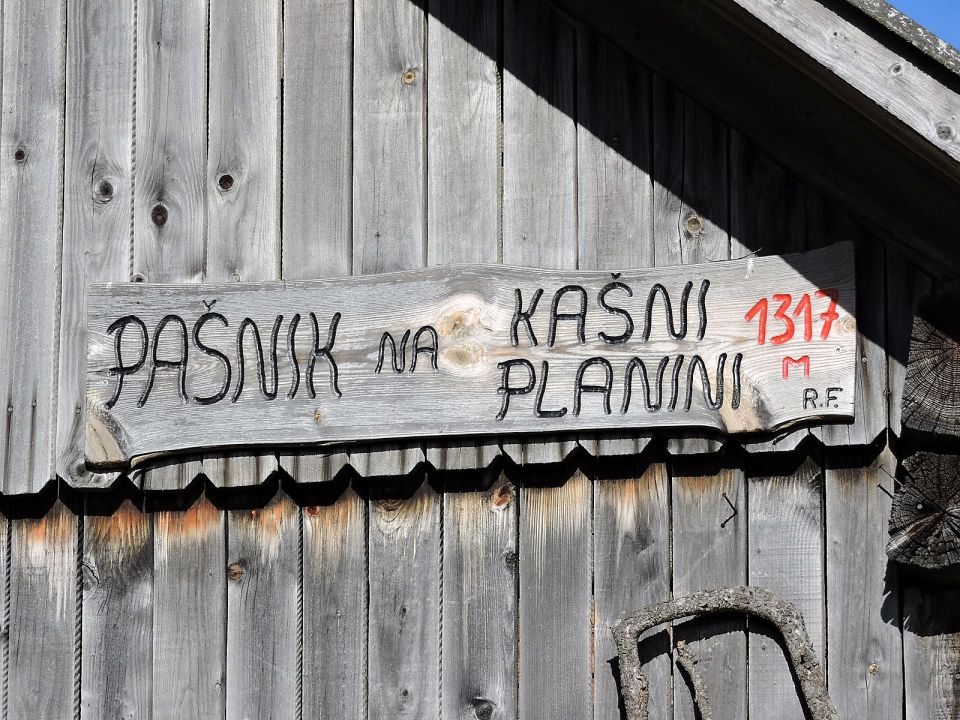 PAŠNIK NA KAŠNI 1317
PLANINI M
R.F.